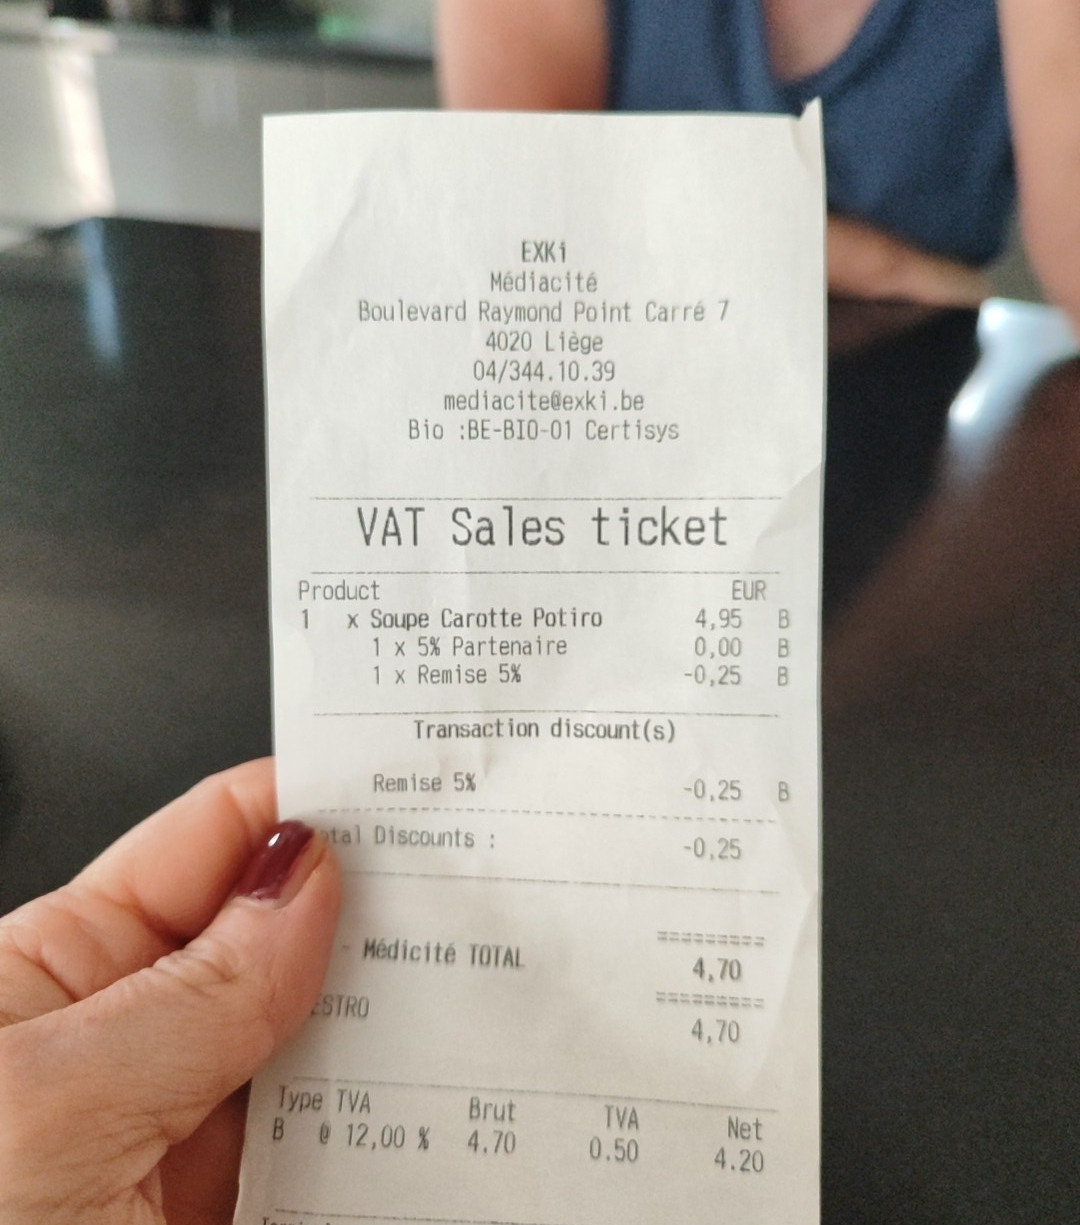 EXKi
Médiacité
Boulevard Raymond Point Carré 7
4020 Liège
04/344.10.39
mediacite@exki.be
Bio :BE-BIO-01 Certisys
VAT Sales ticket
Product EUR
1 x Soupe Carotte Potiro 4,95 B
1 x 5% Partenaire 0,00 B
1 x Remise 5% -0,25 B
Transaction discount(s)
Remise 5% -0,25 B
Discounts : -0,25
=========
- Médicité TOTAL 4,70
=========
4,70
Type TVA Brut TVA Net
B @ 12,00 % 4.70 0.50 4.20